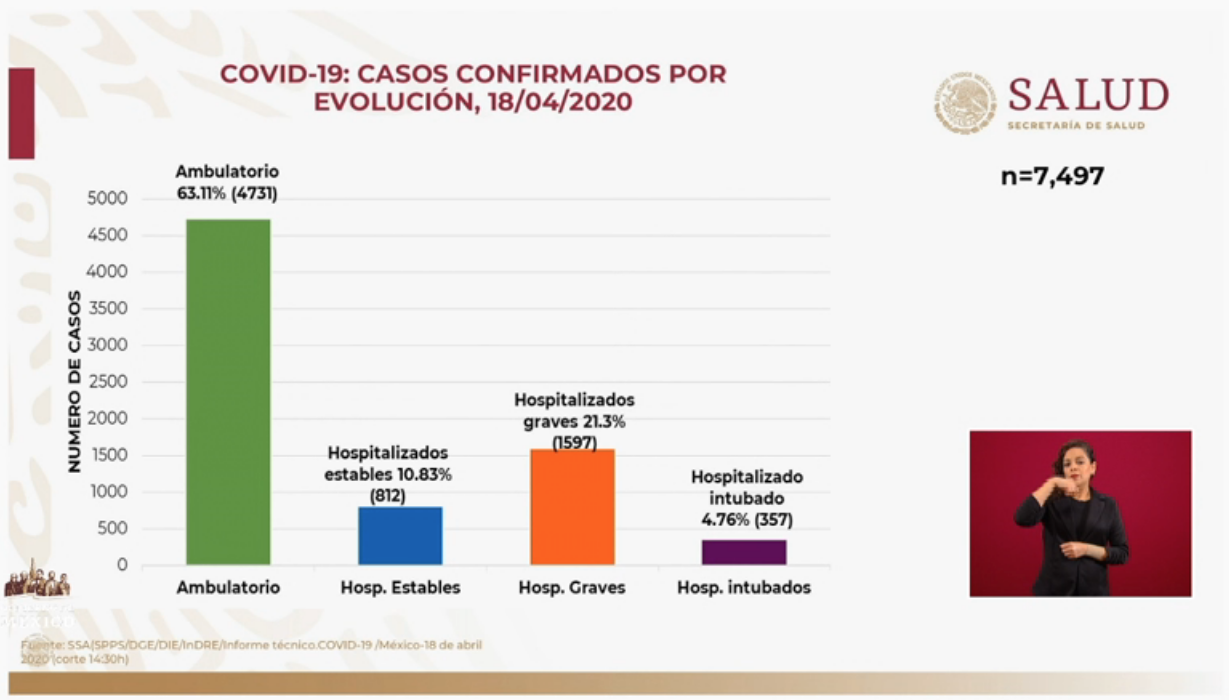 COVID-19: CASOS CONFIRMADOS POR
EVOLUCIÓN, 18/04/2020
SALUD
SECRETARÍA DE SALUD
n=7,497
NUMERO DE CASOS
5000
4500
4000
3500
3000
2500
2000
1500
1000
500
0
Ambulatorio
63.11% (4731)
Hospitalizados
estables 10.83%
(812)
Hospitalizados
graves 21.3%
(1597)
Hospitalizado
intubado
4.76% (357)
Ambulatorio
Hosp. Estables
Hosp. Graves
Hosp. intubados
Fuente: SSA(SPPS/DGE/DIE/InDRE/Informe técnico.COVID-19 /México-18 de abril
2020 (corte 14:30h)